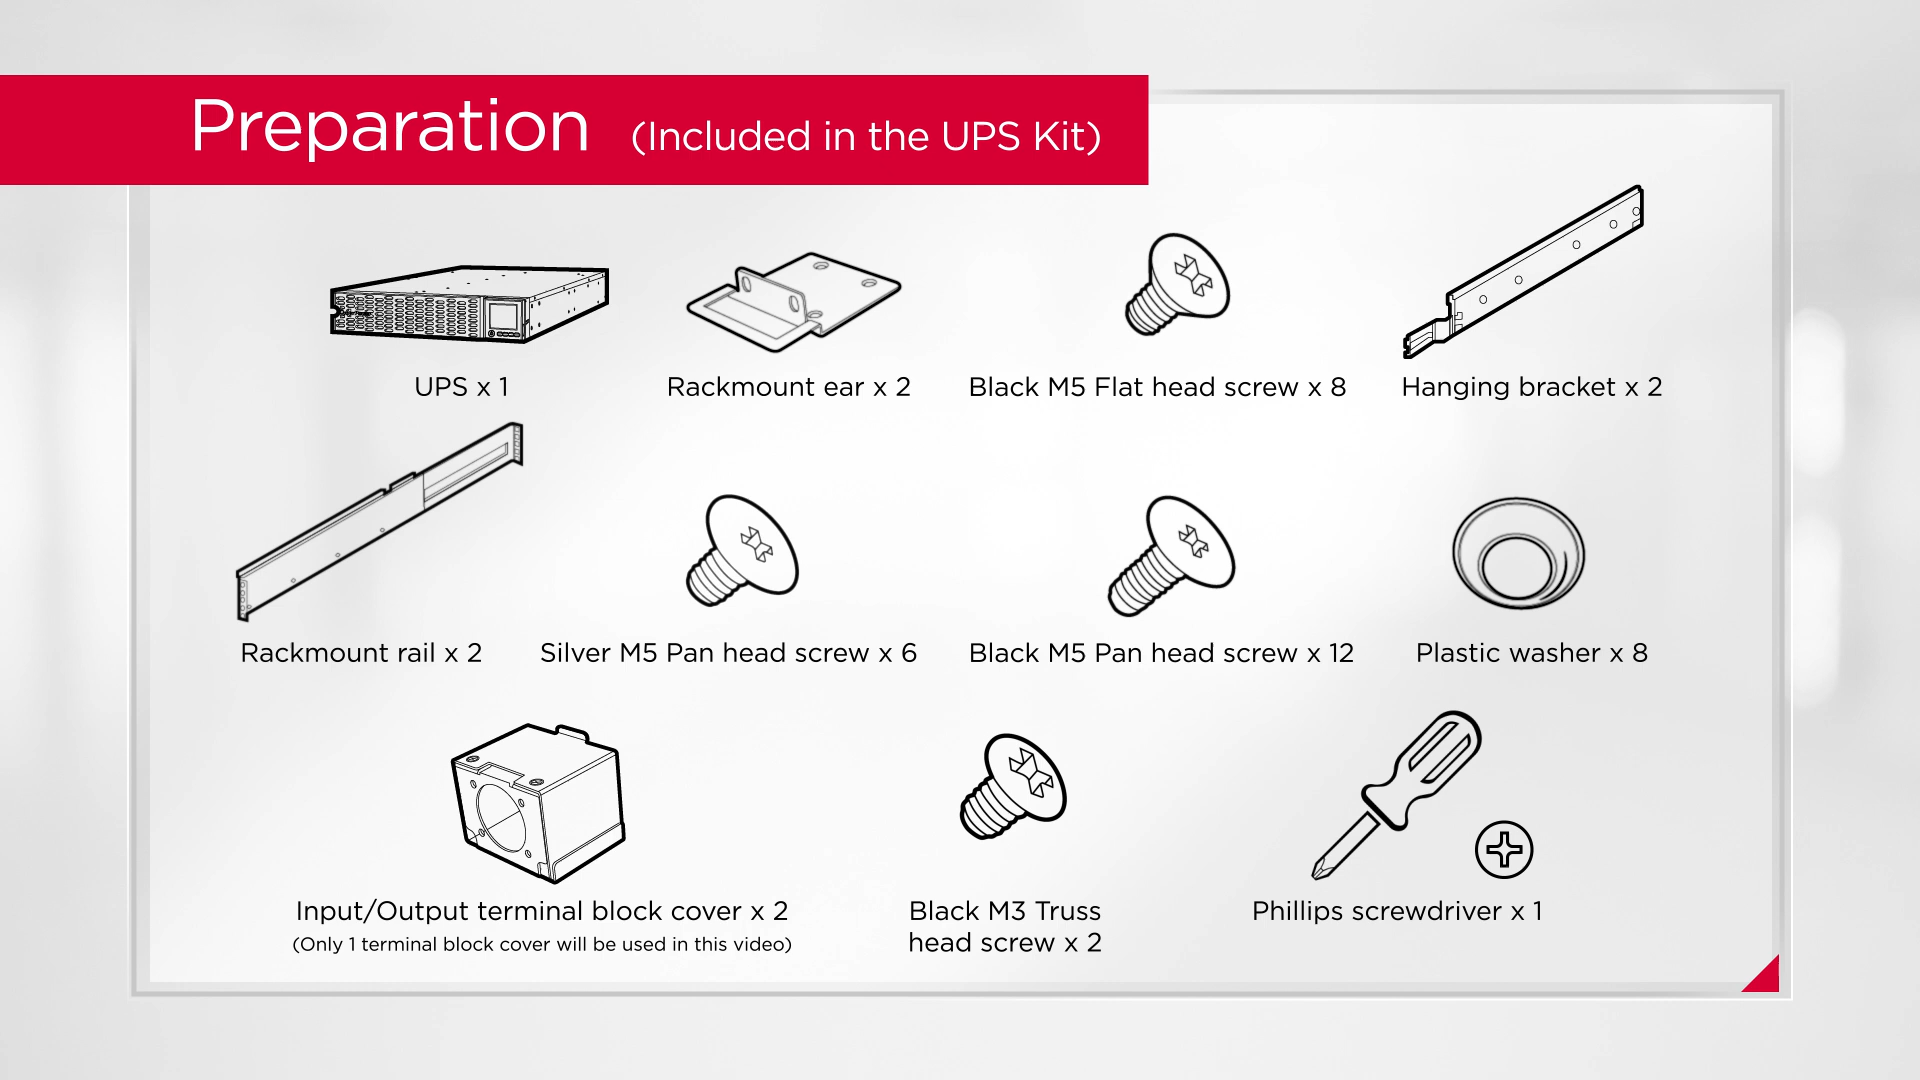 Preparation (Included in the UPS Kit)
UPS x 1
Rackmount ear x 2
Black M5 Flat head screw x 8
Hanging bracket x 2
Rackmount rail x 2
Silver M5 Pan head screw x 6
Black M5 Pan head screw x 12
Plastic washer x 8
Input/Output terminal block cover x 2
(Only 1 terminal block cover will be used in this video)
Black M3 Truss
head screw x 2
Phillips screwdriver x 1